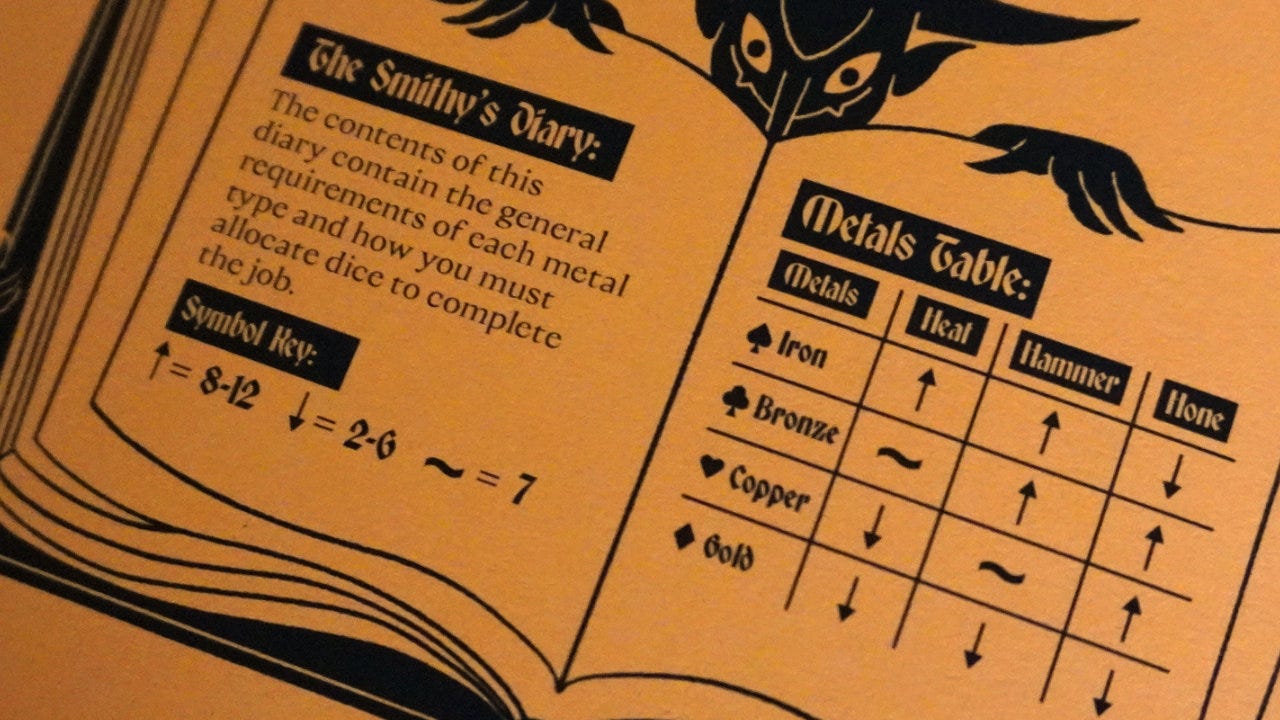 The Smithy's Diary:
The contents of this
diary contain the general
requirements of each metal
type and how you must
allocate dice to complete
the job.
Symbol Key:
↑ = 8-12 ↓ = 2-6 ~ = 7
Metals Table:
Metals Heat Hammer Hone
♠ Iron ↑ ↑ ↓
♣ Bronze ~ ↑ ↑
♥ Copper ↓ ~ ↑
♦ Gold ↓ ↓ ↓